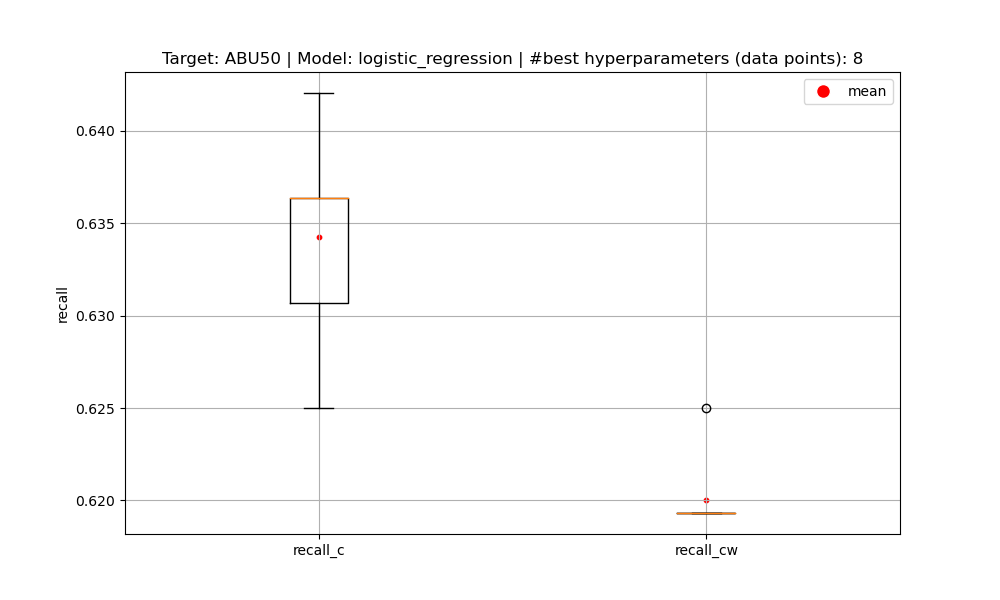 Target: ABU50 | Model: logistic_regression | #best hyperparameters (data points): 8
mean
0.640
0.635
0.630
0.625
0.620
recall
recall_c
recall_cw